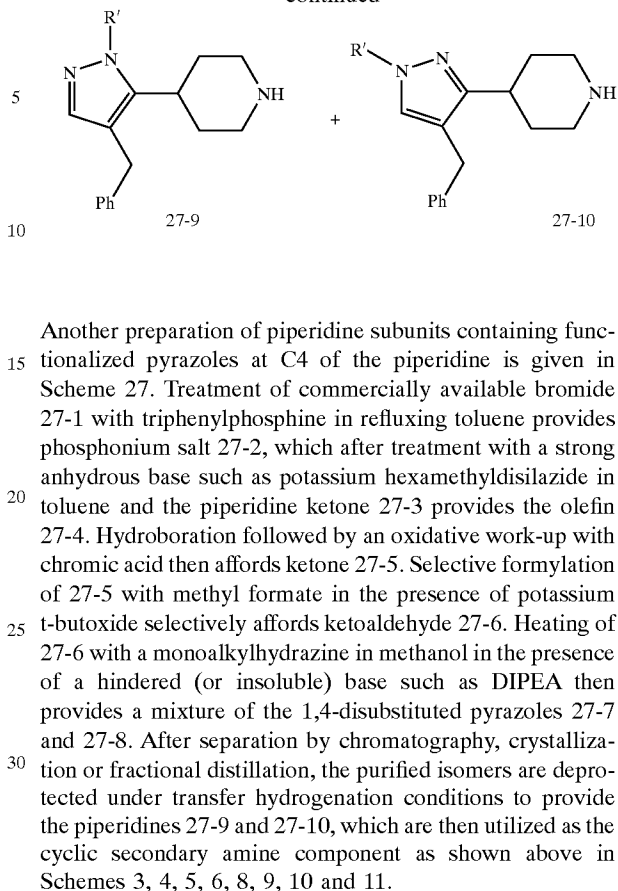 R'
N
N
NH
Ph
27-9
+
R'
N
N
NH
Ph
27-10
5
10
Another preparation of piperidine subunits containing func-
15 tionalized pyrazoles at C4 of the piperidine is given in
Scheme 27. Treatment of commercially available bromide
27-1 with triphenylphosphine in refluxing toluene provides
phosphonium salt 27-2, which after treatment with a strong
anhydrous base such as potassium hexamethyldisilazide in
20 toluene and the piperidine ketone 27-3 provides the olefin
27-4. Hydroboration followed by an oxidative work-up with
chromic acid then affords ketone 27-5. Selective formylation
of 27-5 with methyl formate in the presence of potassium
25 t-butoxide selectively affords ketoaldehyde 27-6. Heating of
27-6 with a monoalkylhydrazine in methanol in the presence
of a hindered (or insoluble) base such as DIPEA then
provides a mixture of the 1,4-disubstituted pyrazoles 27-7
and 27-8. After separation by chromatography, crystalliza-
30 tion or fractional distillation, the purified isomers are depro-
tected under transfer hydrogenation conditions to provide
the piperidines 27-9 and 27-10, which are then utilized as the
cyclic secondary amine component as shown above in
Schemes 3, 4, 5, 6, 8, 9, 10 and 11.